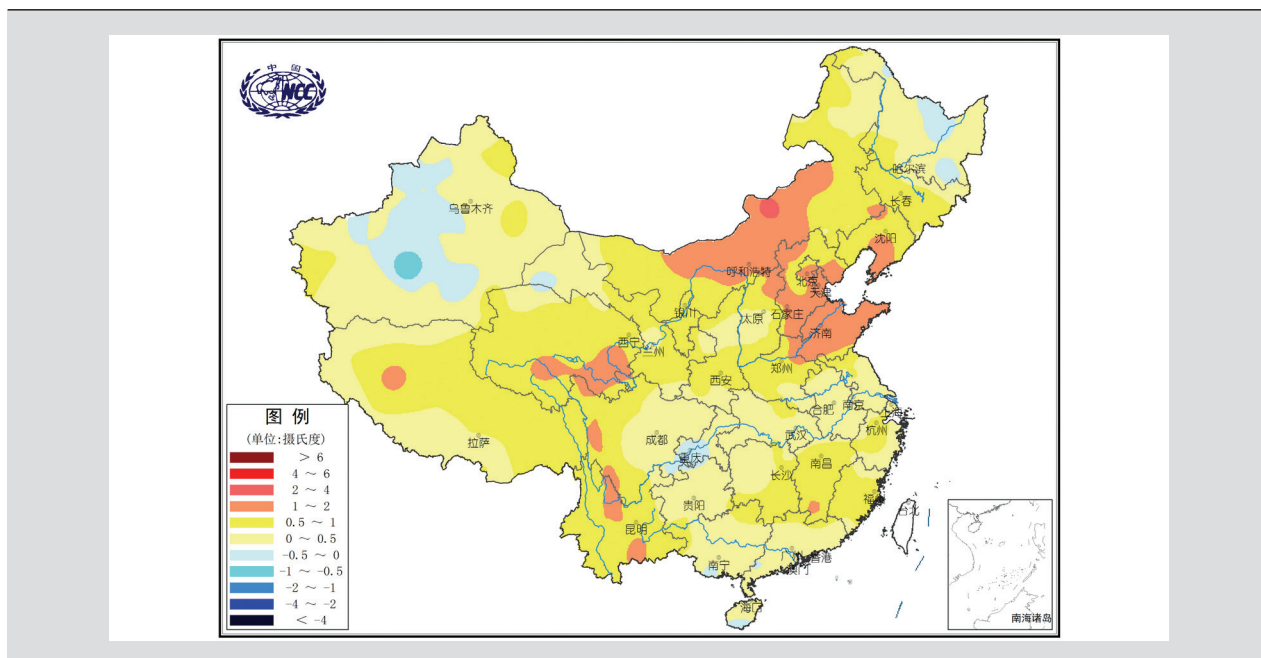 中 国
NCC
哈尔滨
长春
乌鲁木齐
沈阳
呼和浩特
北京
天津
银川
太原
石家庄
济南
西宁
兰州
郑州
西安
合肥
南京
上海
拉萨
成都
武汉
杭州
重庆
长沙
南昌
贵阳
福
台北
昆明
南宁
广
香港
澳门
海口
图 例
(单位:摄氏度)
> 6
4 ~ 6
2 ~ 4
1 ~ 2
0.5 ~ 1
0 ~ 0.5
-0.5 ~ 0
-1 ~ -0.5
-2 ~ -1
-4 ~ -2
< -4
南海诸岛